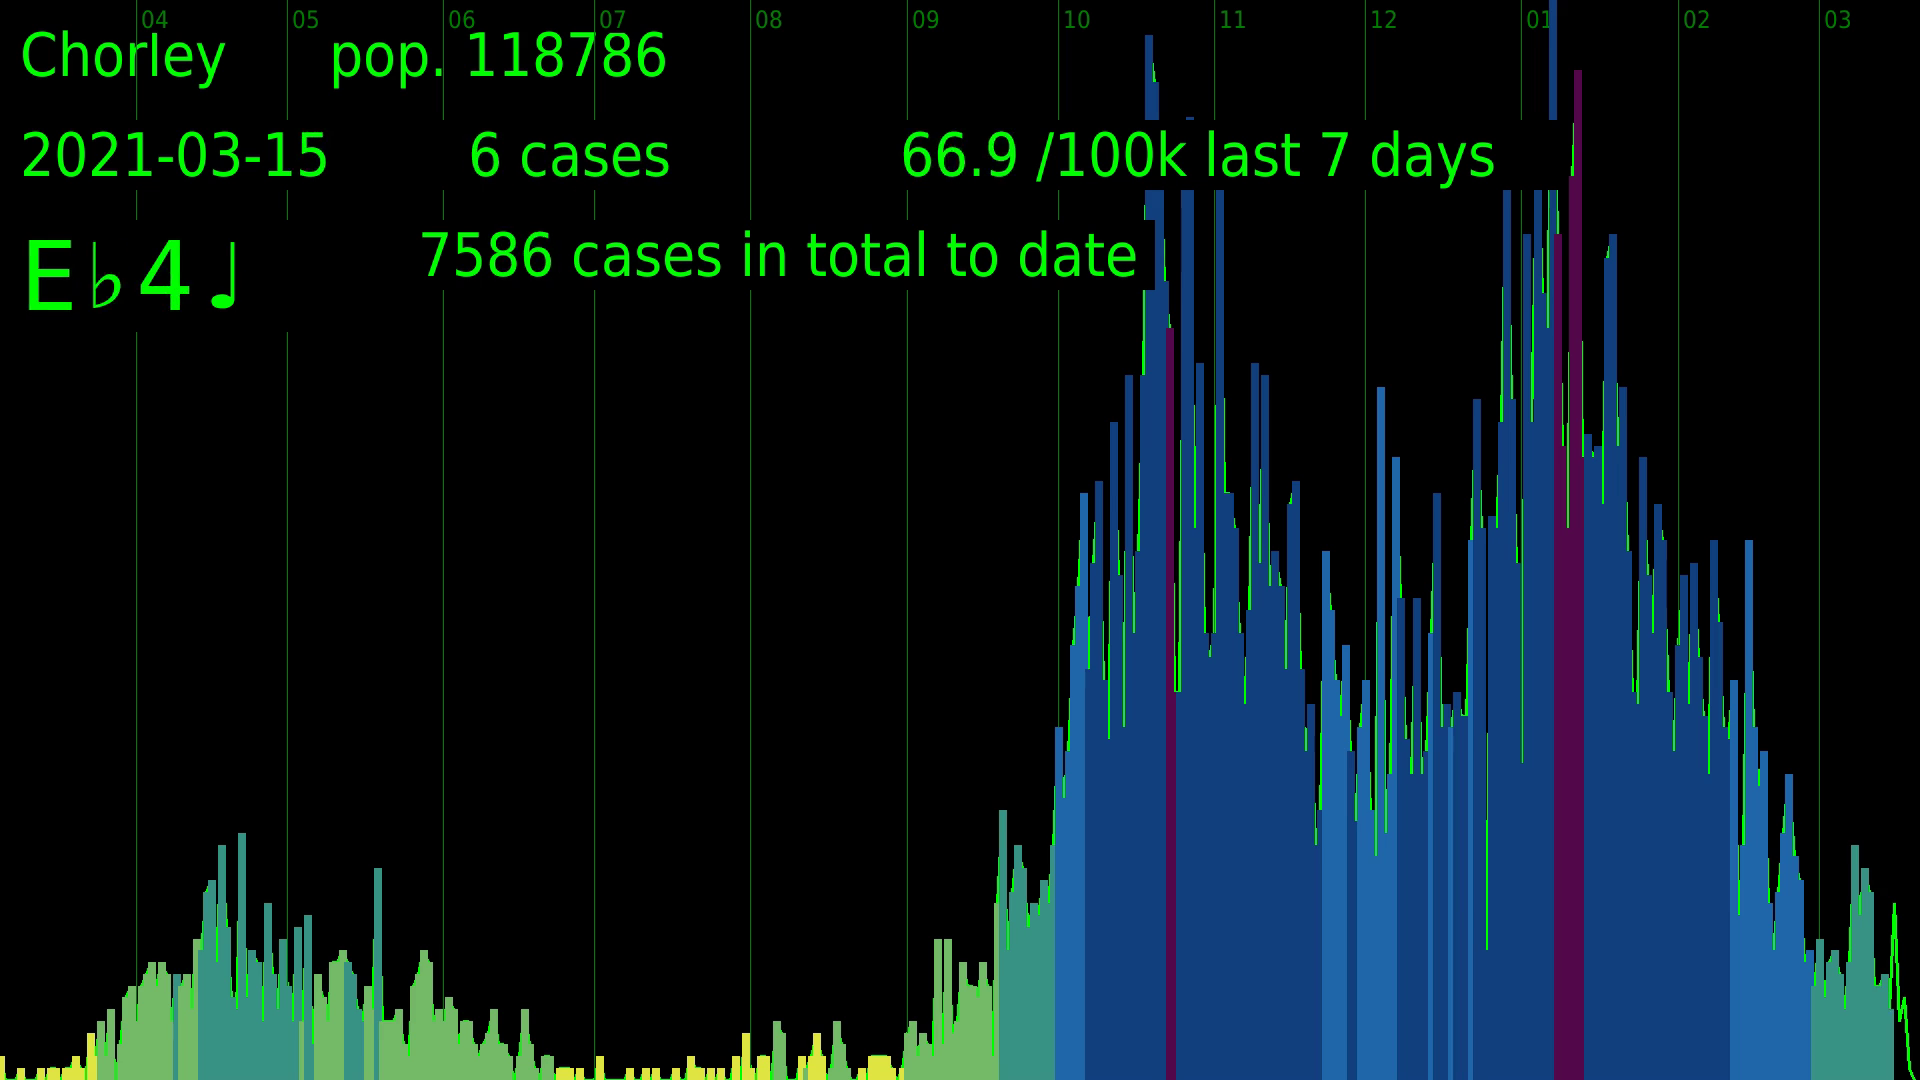 04 05 06 07 08 09 10 11 12 01 02 03
Chorley pop. 118786
2021-03-15 6 cases 66.9 /100k last 7 days
E♭4♩ 7586 cases in total to date